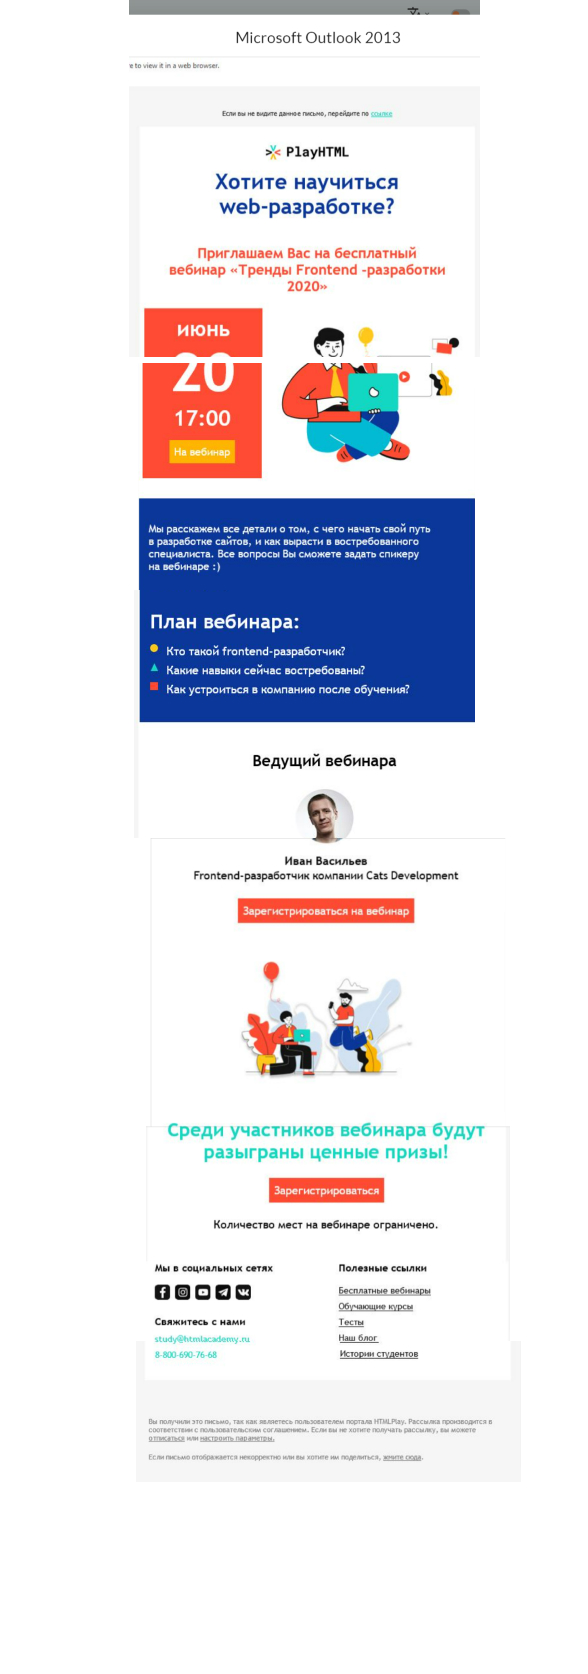 Microsoft Outlook 2013
e to view it in a web browser.
Если вы не видите данное письмо, перейдите по ссылке
PlayHTML
Хотите научиться
web-разработке?
Приглашаем Вас на бесплатный
вебинар «Тренды Frontend -разработки
2020»
июнь
20
17:00
На вебинар
Мы расскажем все детали о том, с чего начать свой путь
в разработке сайтов, и как вырасти в востребованного
специалиста. Все вопросы Вы сможете задать спикеру
на вебинаре :)
План вебинара:
Кто такой frontend-разработчик?
Какие навыки сейчас востребованы?
Как устроиться в компанию после обучения?
Ведущий вебинара
Иван Васильев
Frontend-разработчик компании Cats Development
Зарегистрироваться на вебинар
Среди участников вебинара будут
разыграны ценные призы!
Зарегистрироваться
Количество мест на вебинаре ограничено.
Мы в социальных сетях
Свяжитесь с нами
study@htmlacademy.ru
8-800-690-76-68
Полезные ссылки
Бесплатные вебинары
Обучающие курсы
Тесты
Наш блог
Истории студентов
Вы получили это письмо, так как являетесь пользователем портала HTMLPlay. Рассылка производится в
соответствии с пользовательским соглашением. Если вы не хотите получать рассылку, вы можете
отписаться или настроить параметры.
Если письмо отображается некорректно или вы хотите им поделиться, жмите сюда.